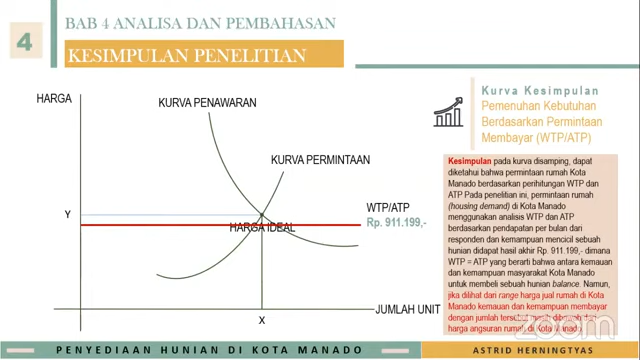 BAB 4 ANALISA DAN PEMBAHASAN
4
KESIMPULAN PENELITIAN
HARGA
KURVA PENAWARAN
KURVA PERMINTAAN
WTP/ATP
Rp. 911.199,-
Y
HARGA IDEAL
JUMLAH UNIT
X
Kurva Kesimpulan
Pemenuhan Kebutuhan
Berdasarkan Permintaan
Membayar (WTP/ATP)
Kesimpulan pada kurva disamping, dapat
diketahui bahwa permintaan rumah Kota
Manado berdasarkan perihitungan WTP dan
ATP Pada penelitian ini, permintaan rumah
(housing demand) di Kota Manado
menggunakan analisis WTP dan ATP
berdasarkan pendapatan per bulan dari
responden dan kemampuan mencicil sebuah
hunian didapat hasil akhir Rp. 911.199,- dimana
WTP = ATP yang berarti bahwa antara kemauan
dan kemampuan masyarakat Kota Manado
untuk membeli sebuah hunian balance. Namun,
jika dilihat dari range harga jual rumah di Kota
Manado kemauan dan kemampuan membayar
dengan jumlah tersebut masih dibawah dari
harga angsuran rumah di Kota Manado.
zoom
PENYEDIAAN HUNIAN DI KOTA MANADO
ASTRID HERNINGTYAS